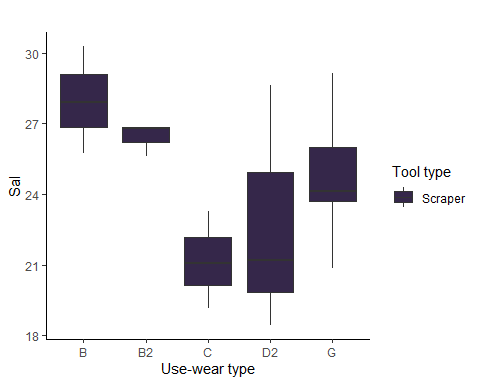 30
27
24
21
18
Sal
B B2 C D2 G
Use-wear type
Tool type
Scraper